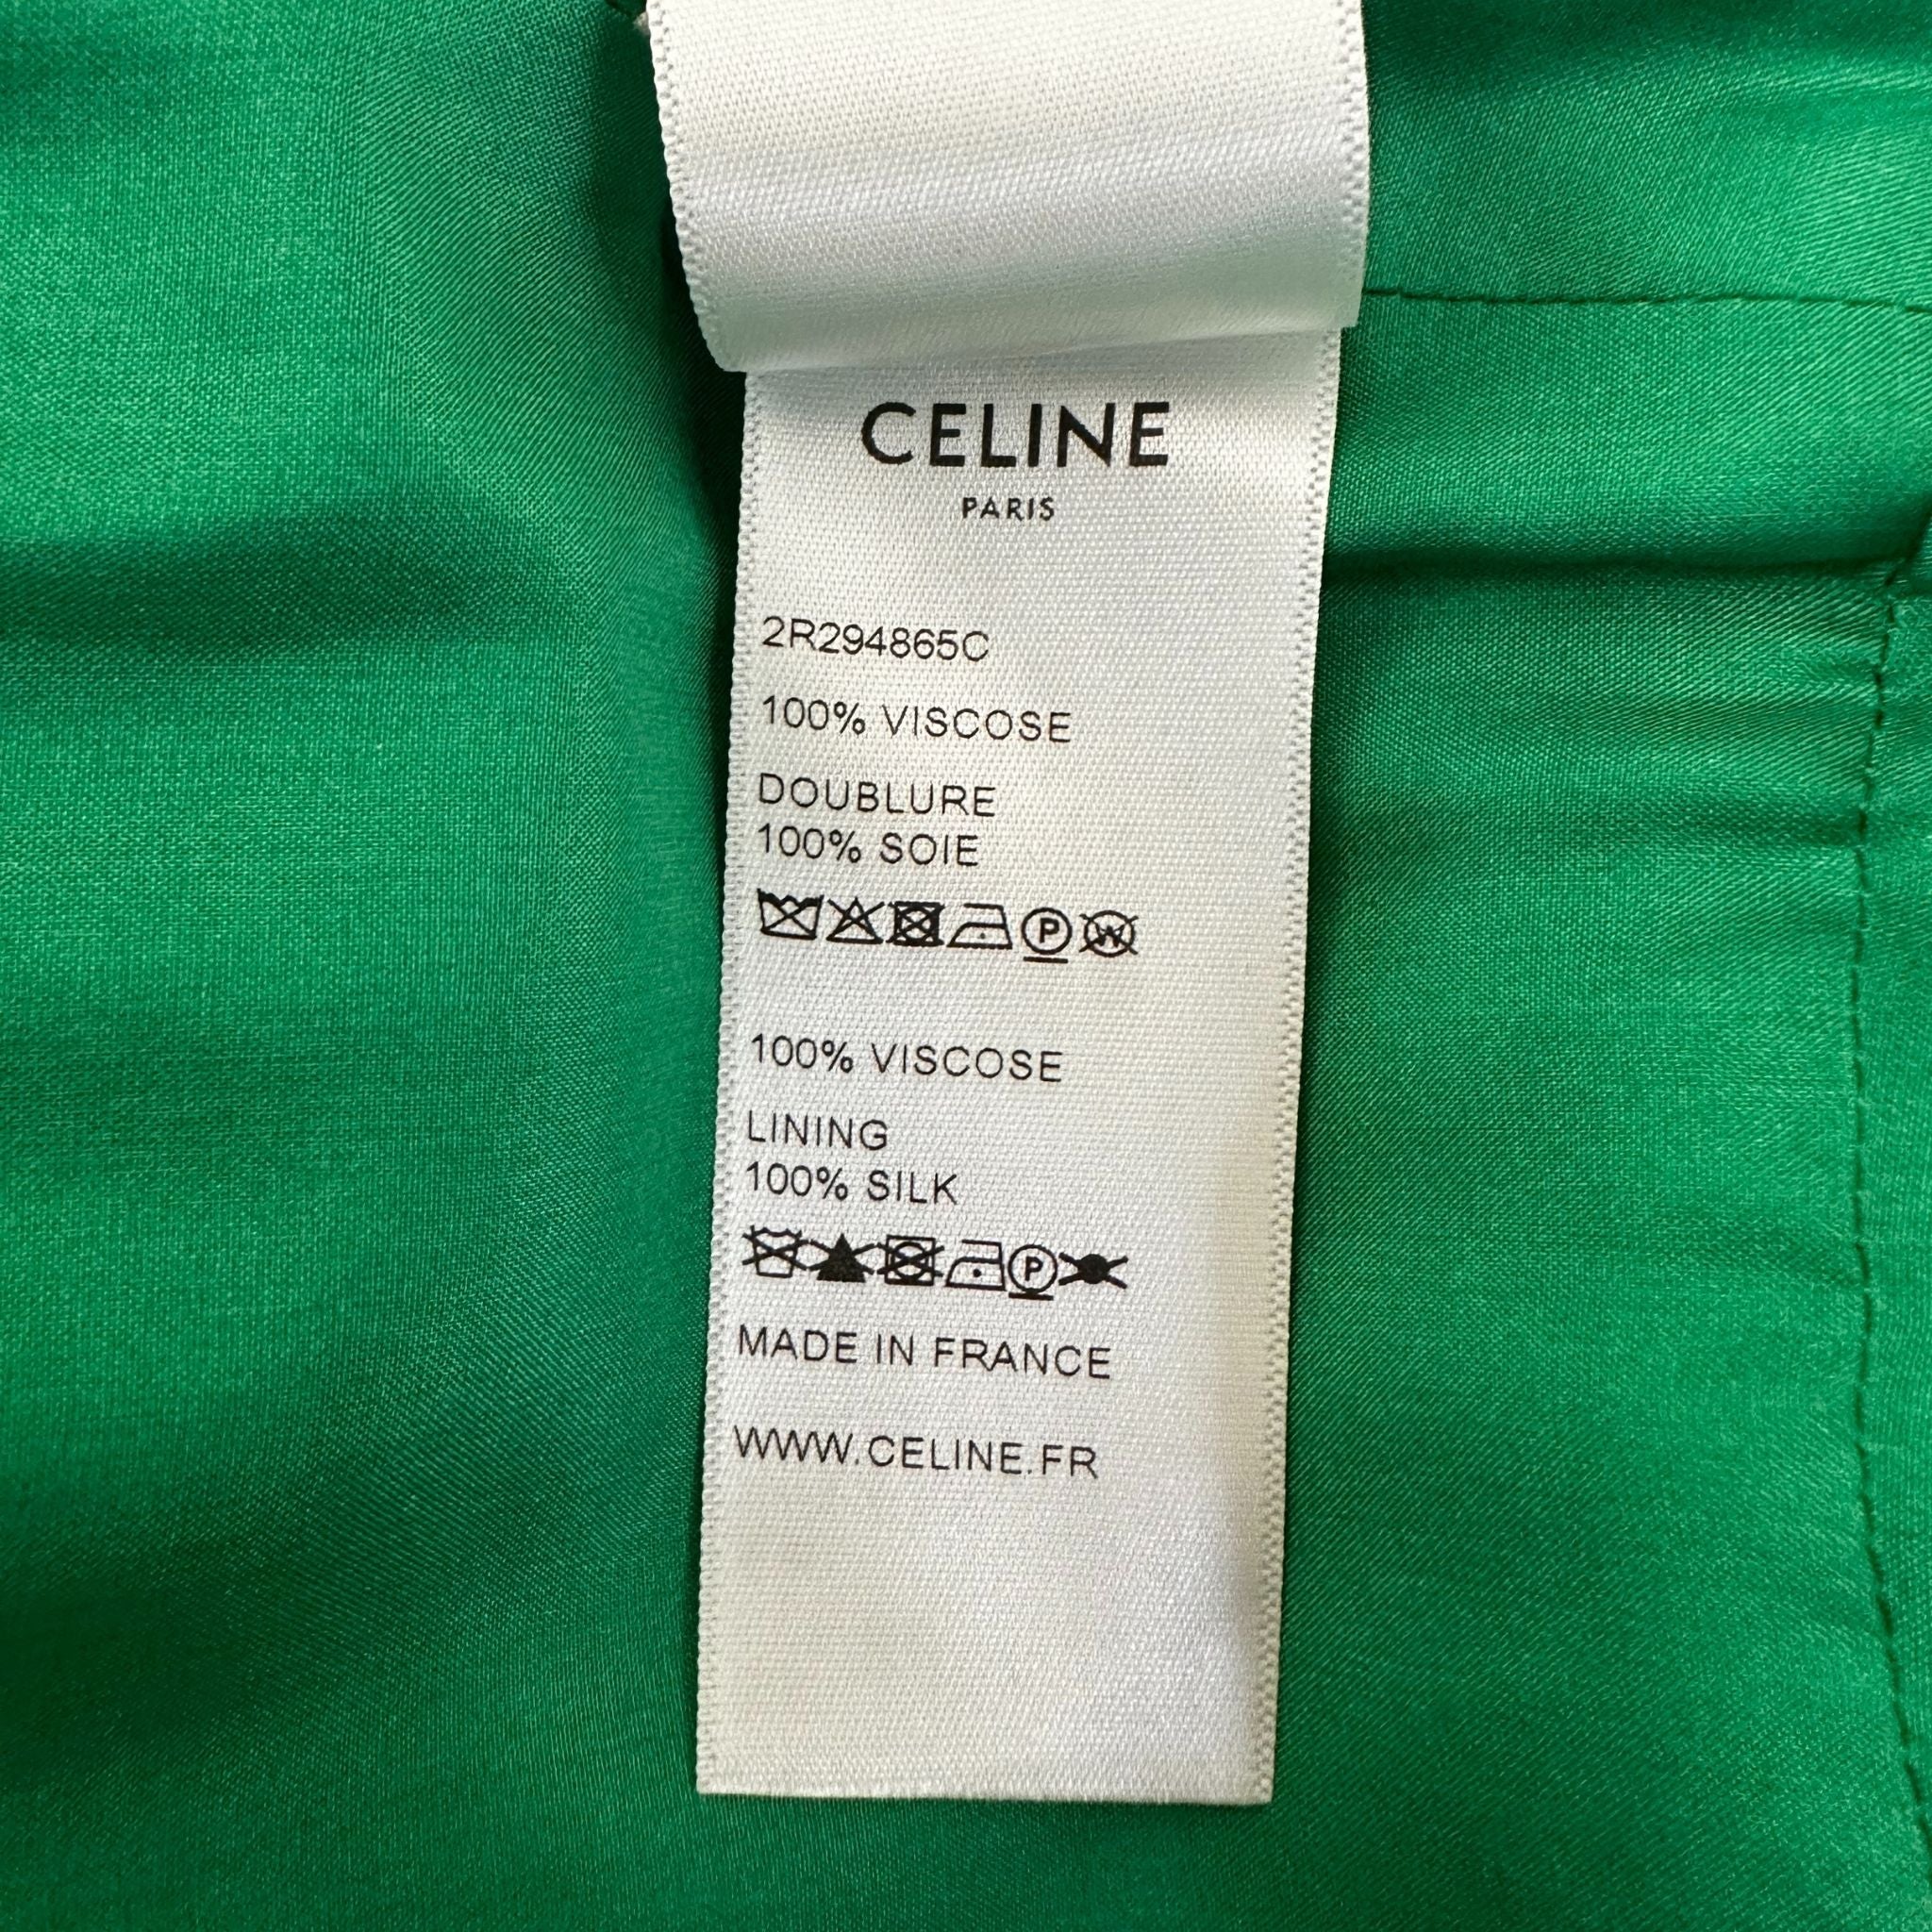 CELINE
PARIS
2R294865C
100% VISCOSE
DOUBLURE
100% SOIE
P W
100% VISCOSE
LINING
100% SILK
P
MADE IN FRANCE
WWW.CELINE.FR